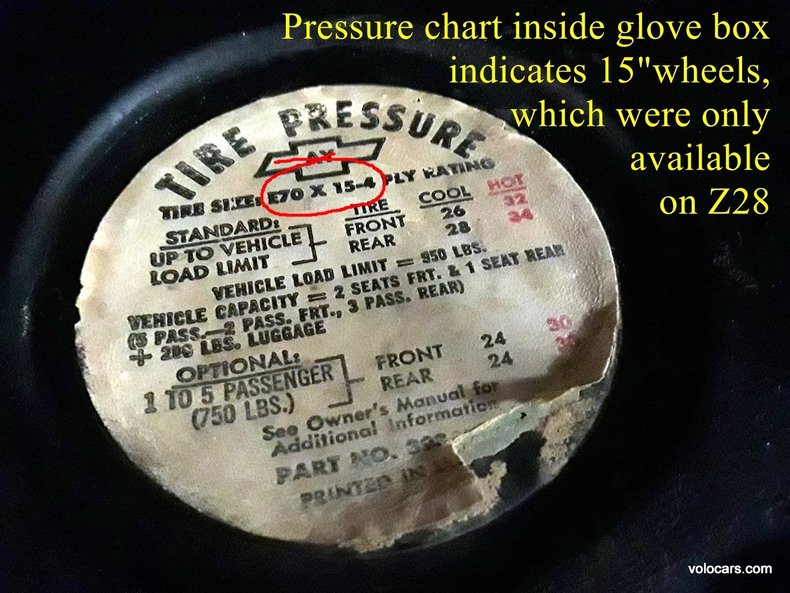 Pressure chart inside glove box
indicates 15"wheels,
which were only
available
on Z28
TIRE PRESSURE
TIRE SIZE: E70 X 15-4 PLY RATING
TIRE COOL HOT
STANDARD: FRONT 26 32
UP TO VEHICLE REAR 28 34
LOAD LIMIT
VEHICLE LOAD LIMIT = 950 LBS.
VEHICLE CAPACITY = 2 SEATS FRT. & 1 SEAT REAR
(5 PASS.—2 PASS. FRT., 3 PASS. REAR)
+ 200 LBS. LUGGAGE
OPTIONAL: FRONT 24 30
1 TO 5 PASSENGER REAR 24
(750 LBS.)
See Owner's Manual for
Additional Information
PART NO.
PRINTED IN
volocars.com